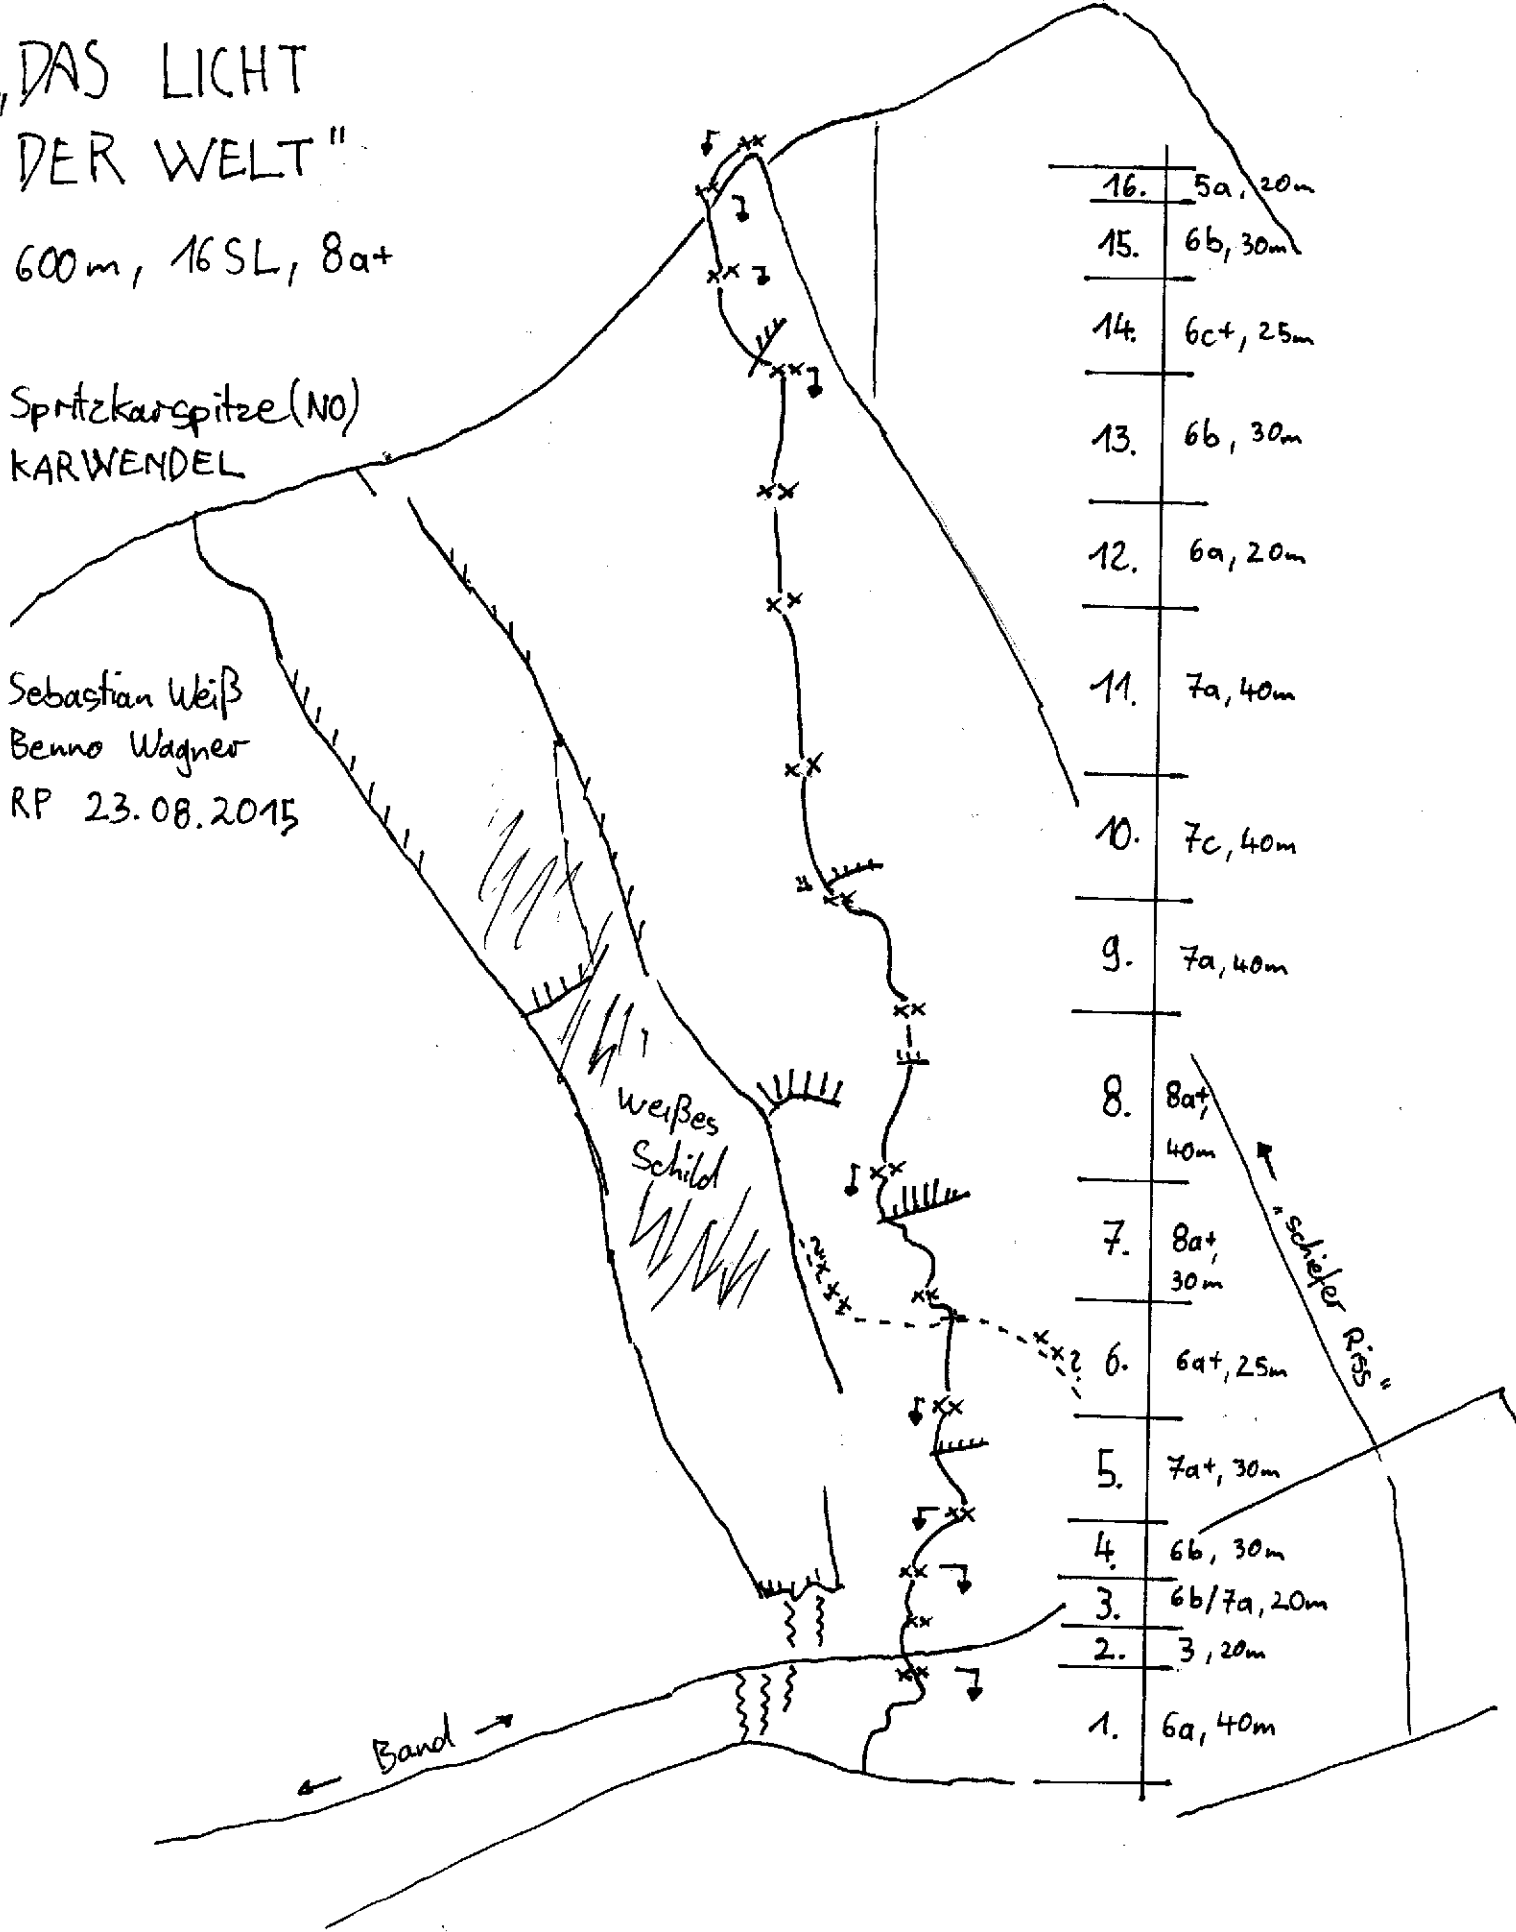 „DAS LICHT
DER WELT"
600m, 16 SL, 8a+
Spritzkarspitze (NO)
KARWENDEL
Sebastian Weiß
Benno Wagner
RP 23.08.2015
16. 5a, 20m
15. 6b, 30m
14. 6c+, 25m
13. 6b, 30m
12. 6a, 20m
11. 7a, 40m
10. 7c, 40m
9. 7a, 40m
8. 8a+,
40m
7. 8a+,
30m
6. 6a+, 25m
5. 7a+, 30m
4. 6b, 30m
3. 6b/7a, 20m
2. 3, 20m
1. 6a, 40m
weißes
Schild
„schiefer Riss"
?
?
Band